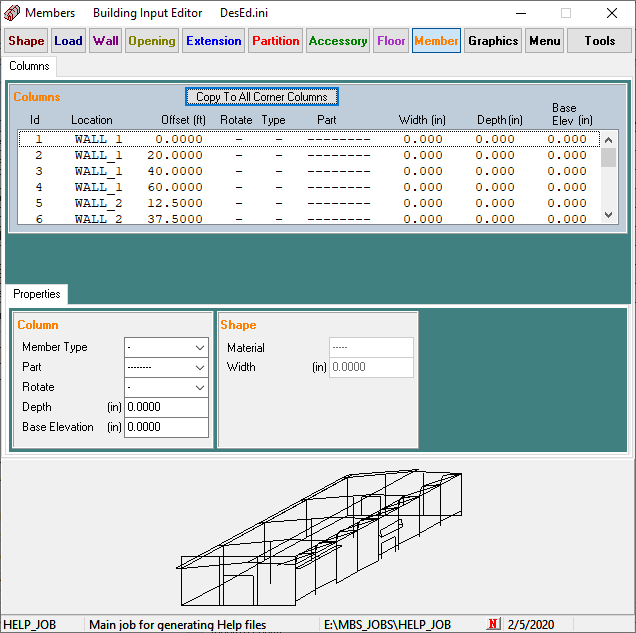 Members Building Input Editor DesEd.ini
Shape Load Wall Opening Extension Partition Accessory Floor Member Graphics Menu Tools
Columns
Columns Copy To All Corner Columns
Base
Id Location Offset (ft) Rotate Type Part Width (in) Depth (in) Elev (in)
1 WALL_1 0.0000 - - -------- 0.000 0.000 0.000
2 WALL_1 20.0000 - - -------- 0.000 0.000 0.000
3 WALL_1 40.0000 - - -------- 0.000 0.000 0.000
4 WALL_1 60.0000 - - -------- 0.000 0.000 0.000
5 WALL_2 12.5000 - - -------- 0.000 0.000 0.000
6 WALL_2 37.5000 - - -------- 0.000 0.000 0.000
Properties
Column Shape
Member Type - Material -----
Part -------- Width (in) 0.0000
Rotate -
Depth (in) 0.0000
Base Elevation (in) 0.0000
HELP_JOB Main job for generating Help files E:\MBS_JOBS\HELP_JOB N 2/5/2020